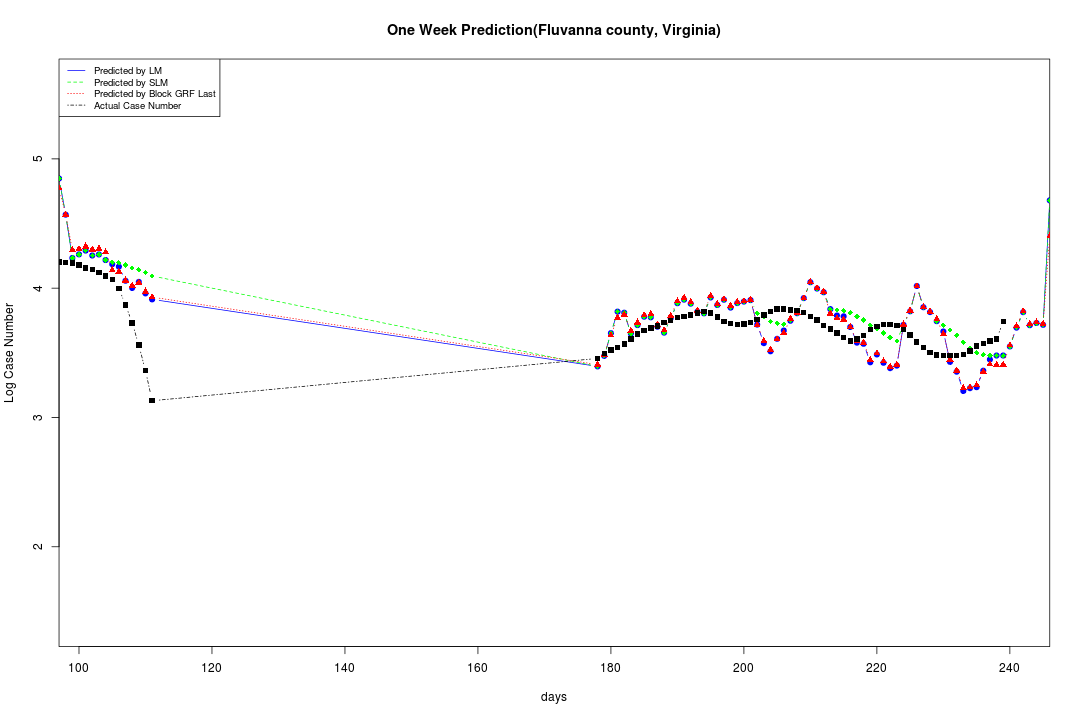 One Week Prediction(Fluvanna county, Virginia)
Predicted by LM
Predicted by SLM
Predicted by Block GRF Last
Actual Case Number
5
4
3
2
Log Case Number
100 120 140 160 180 200 220 240
days